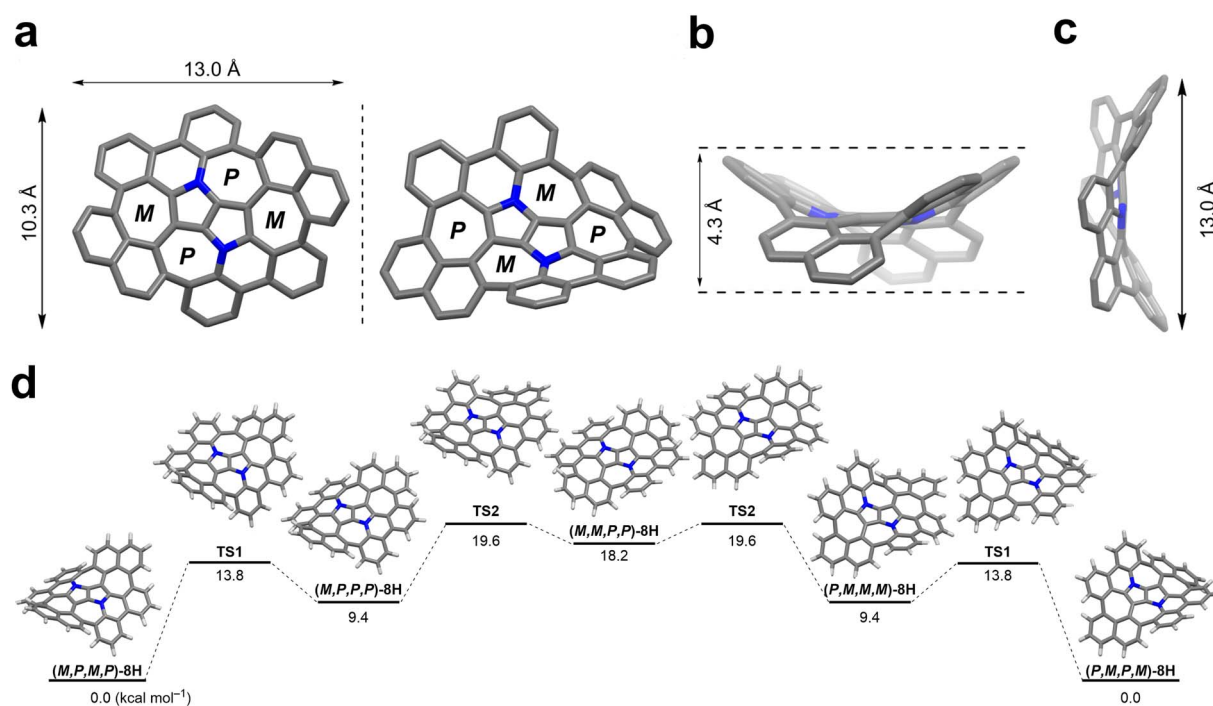 a
b
c
13.0 Å
10.3 Å
P
M
M
P
M
P
P
M
4.3 Å
13.0 Å
d
(M,P,M,P)-8H
0.0 (kcal mol⁻¹)
TS1
13.8
(M,P,P,P)-8H
9.4
TS2
19.6
(M,M,P,P)-8H
18.2
TS2
19.6
(P,M,M,M)-8H
9.4
TS1
13.8
(P,M,P,M)-8H
0.0